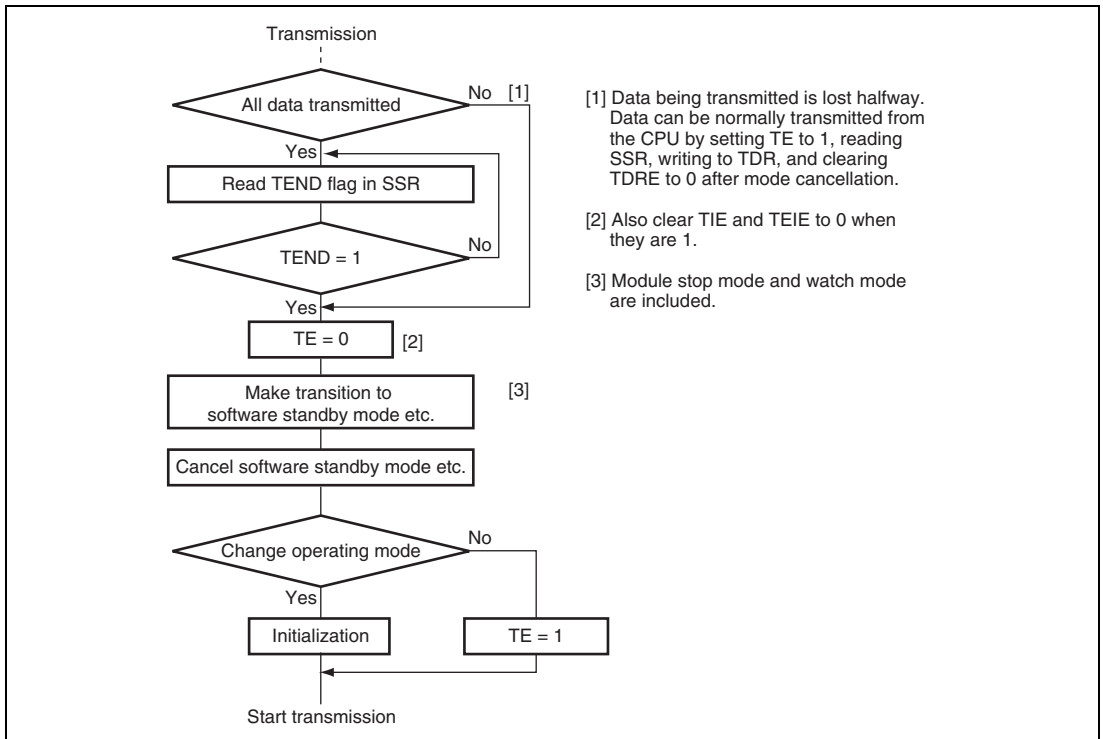 Transmission
All data transmitted
No [1]
Yes
Read TEND flag in SSR
TEND = 1
No
Yes
TE = 0
[2]
Make transition to
software standby mode etc.
[3]
Cancel software standby mode etc.
Change operating mode
No
Yes
Initialization
TE = 1
Start transmission
[1] Data being transmitted is lost halfway.
Data can be normally transmitted from
the CPU by setting TE to 1, reading
SSR, writing to TDR, and clearing
TDRE to 0 after mode cancellation.
[2] Also clear TIE and TEIE to 0 when
they are 1.
[3] Module stop mode and watch mode
are included.